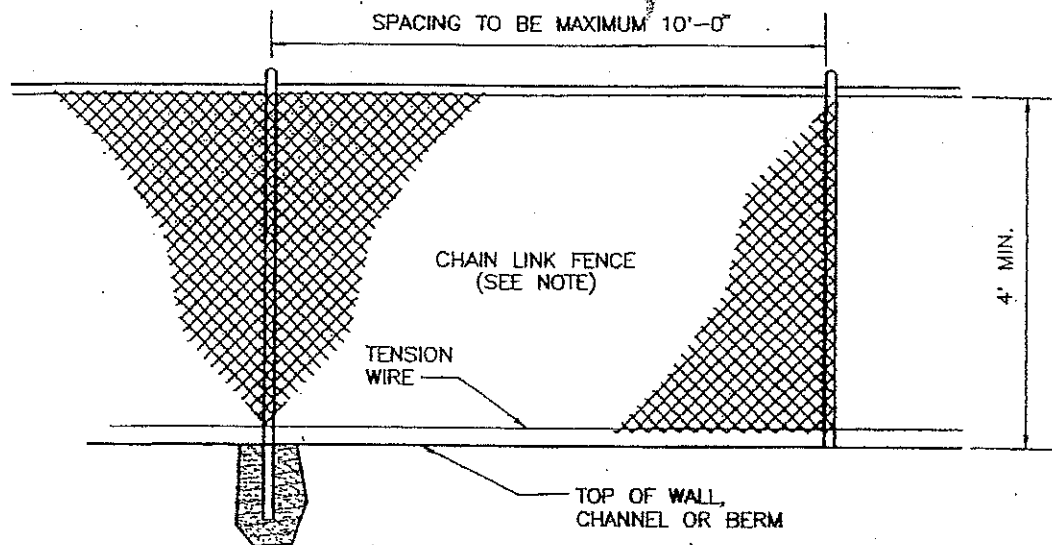 SPACING TO BE MAXIMUM 10'-0"
CHAIN LINK FENCE
(SEE NOTE)
4' MIN.
TENSION
WIRE
TOP OF WALL,
CHANNEL OR BERM